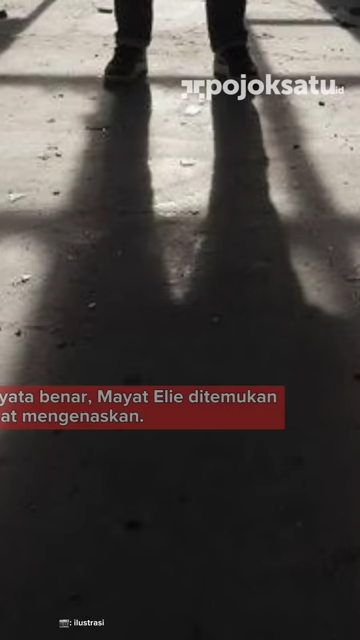 pojoksatu.id
yata benar, Mayat Elie ditemukan
at mengenaskan.
: ilustrasi